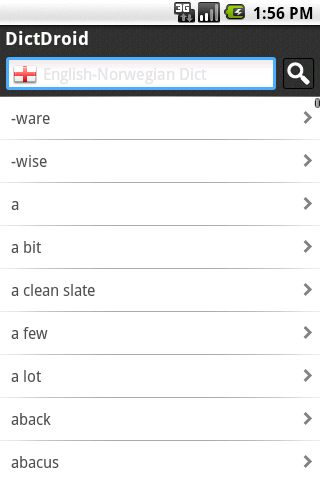 3G 1:56 PM
DictDroid
English-Norwegian Dict
-ware
-wise
a
a bit
a clean slate
a few
a lot
aback
abacus